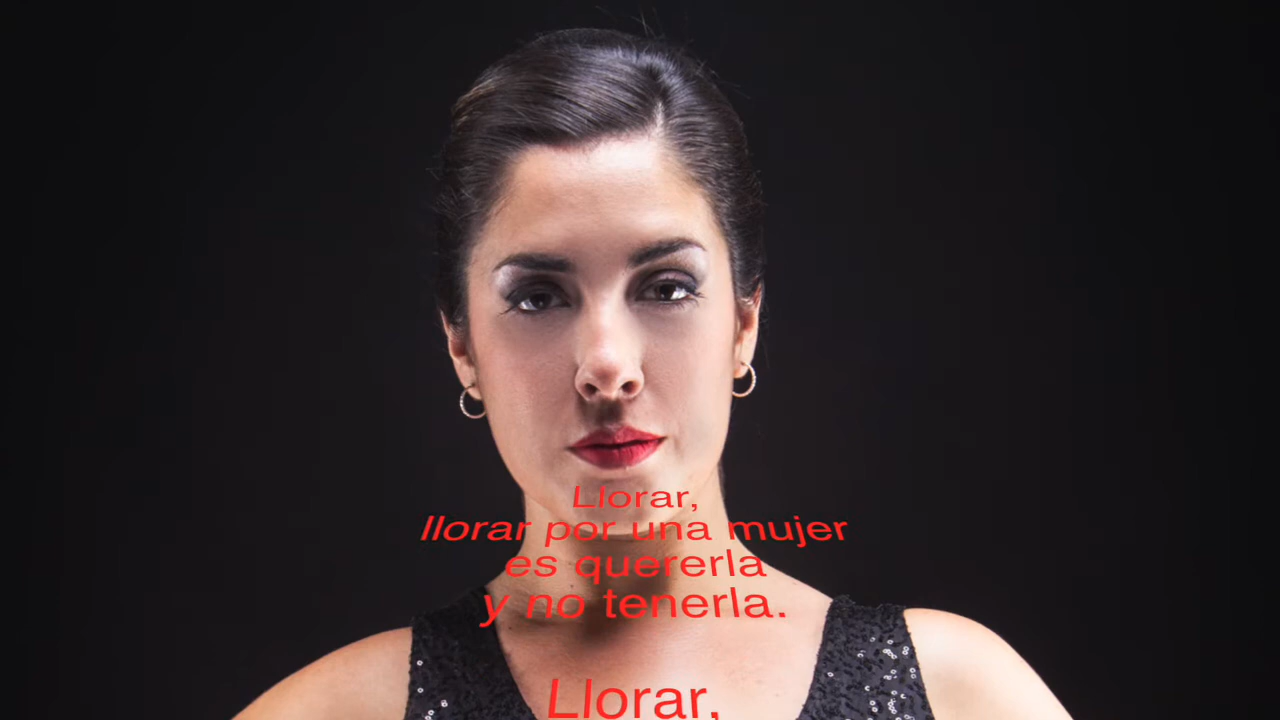 Llorar,
llorar por una mujer
es quererla
y no tenerla.
Llorar,